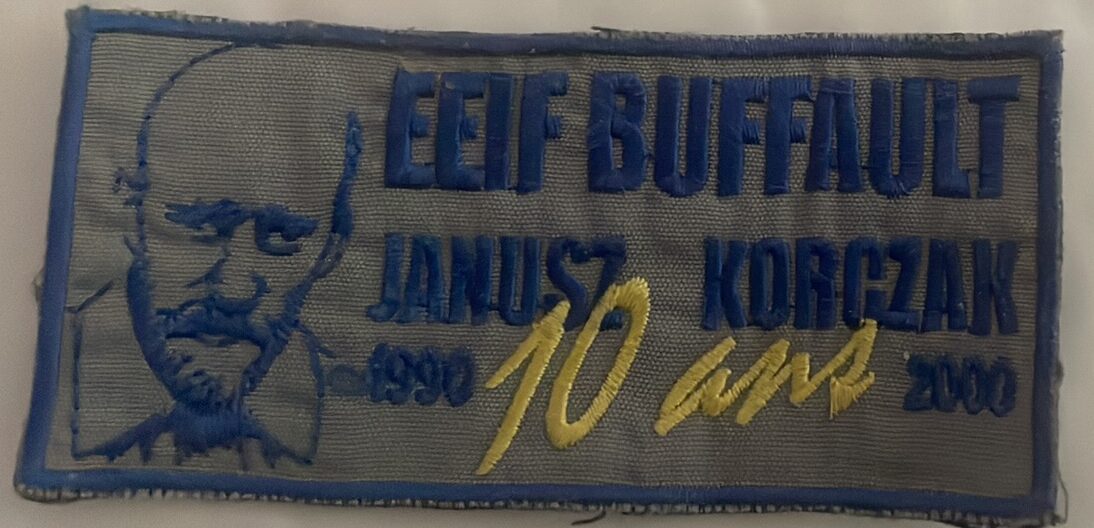 EEIF BUFFAULT
JANUSZ KORCZAK
1990 10 ans 2000